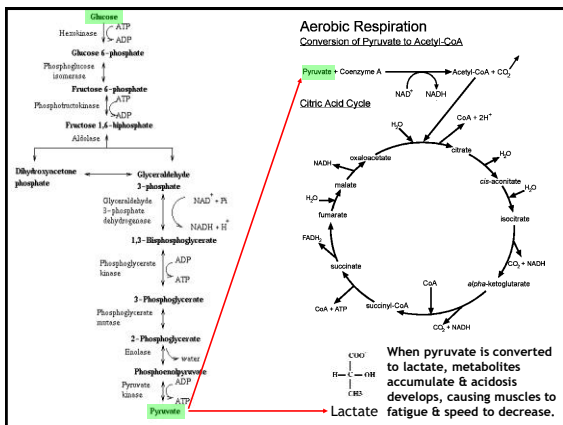 Glucose
Hexokinase
ATP
ADP
Glucose 6-phosphate
Phosphoglucose
isomerase
Fructose 6-phosphate
Phosphofructokinase
ATP
ADP
Fructose 1,6-biphosphate
Aldolase
Dihydroxyacetone
phosphate
Glyceraldehyde
3-phosphate
Glyceraldehyde
3-phosphate
dehydrogenase
NAD+ + Pi
NADH + H+
1,3-Bisphosphoglycerate
Phosphoglycerate
kinase
ADP
ATP
3-Phosphoglycerate
Phosphoglycerate
mutase
2-Phosphoglycerate
Enolase
water
Phosphoenolpyruvate
Pyruvate
kinase
ADP
ATP
Pyruvate
Aerobic Respiration
Conversion of Pyruvate to Acetyl-CoA
Pyruvate + Coenzyme A
Acetyl-CoA + CO2
NAD+
NADH
Citric Acid Cycle
CoA + 2H+
H2O
oxaloacetate
citrate
H2O
NADH
malate
cis-aconitate
H2O
H2O
fumarate
isocitrate
FADH2
CO2 + NADH
succinate
CoA
alpha-ketoglutarate
CoA + ATP
succinyl-CoA
CO2 + NADH
COO-
H-C-OH
CH3
Lactate
When pyruvate is converted
to lactate, metabolites
accumulate & acidosis
develops, causing muscles to
fatigue & speed to decrease.